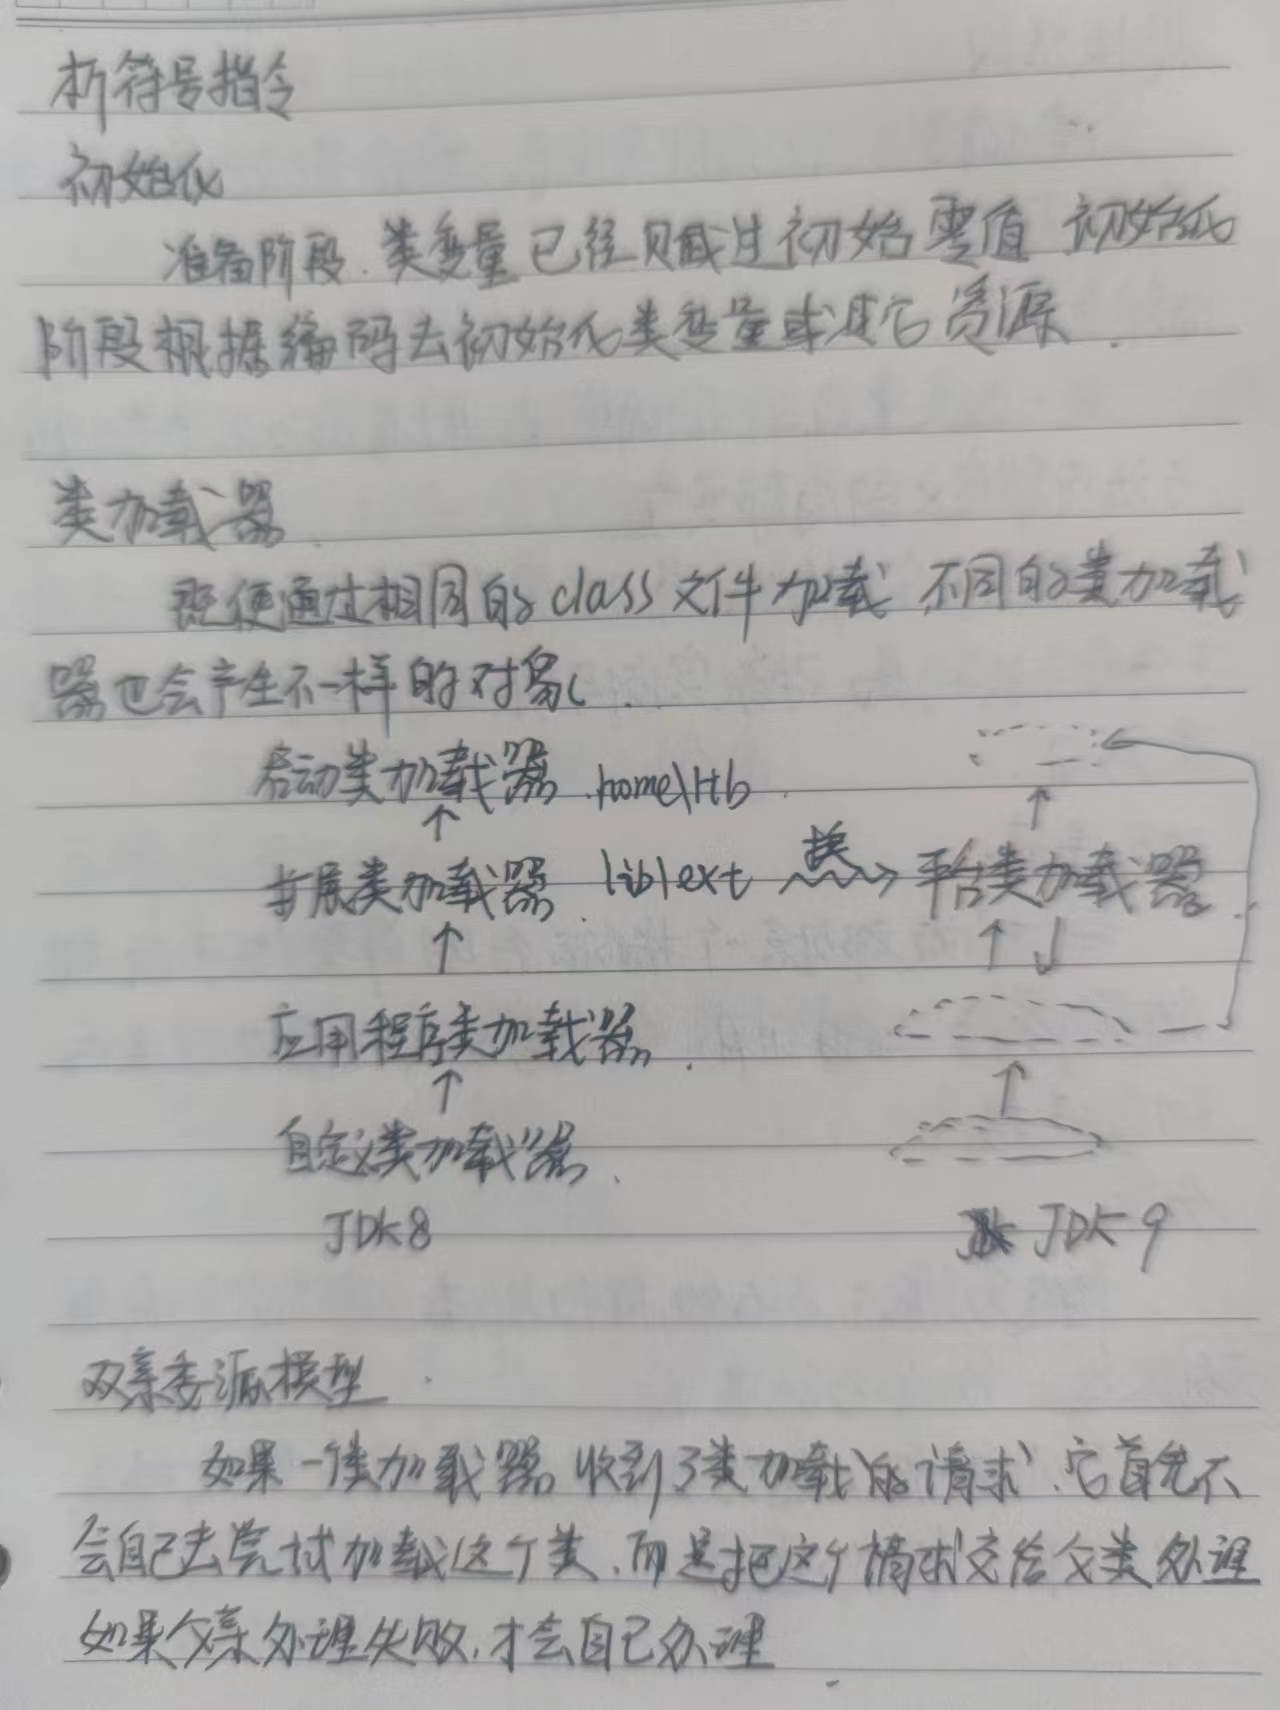 析符号指令
初始化
准备阶段、类变量已经赋过初始零值 初始化
阶段根据编码去初始化类变量或其它资源.
类加载器.
既使通过相同的class文件加载 不同的类加载
器也会产生不一样的对象.
启动类加载器 .home\lib
↑ ↑
扩展类加载器. lib\ext → 平台类加载器
↑ ↑ ↓
应用程序类加载器.
↑ ↑
自定义类加载器.
JDK8 JDK9
双亲委派模型.
如果一个类加载器收到了类加载的请求、它首先不
会自己去尝试加载这个类、而是把这个请求交给父类处理
如果父亲处理失败、才会自己处理